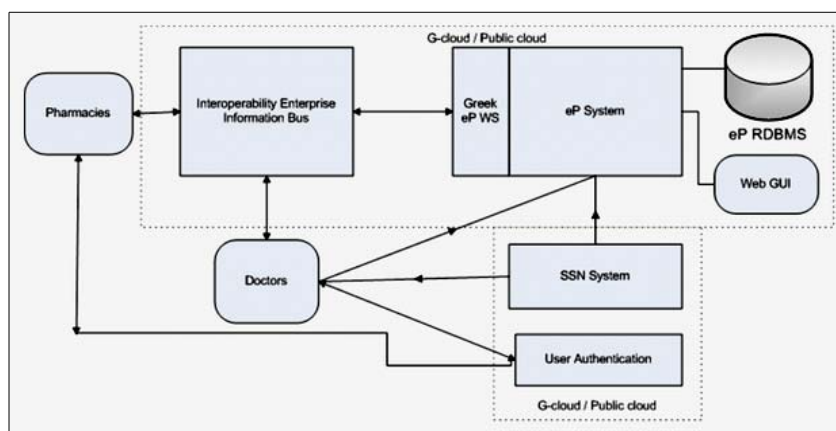 G-cloud / Public cloud
Pharmacies
Interoperability Enterprise
Information Bus
Greek
eP WS
eP System
eP RDBMS
Web GUI
Doctors
SSN System
User Authentication
G-cloud / Public cloud